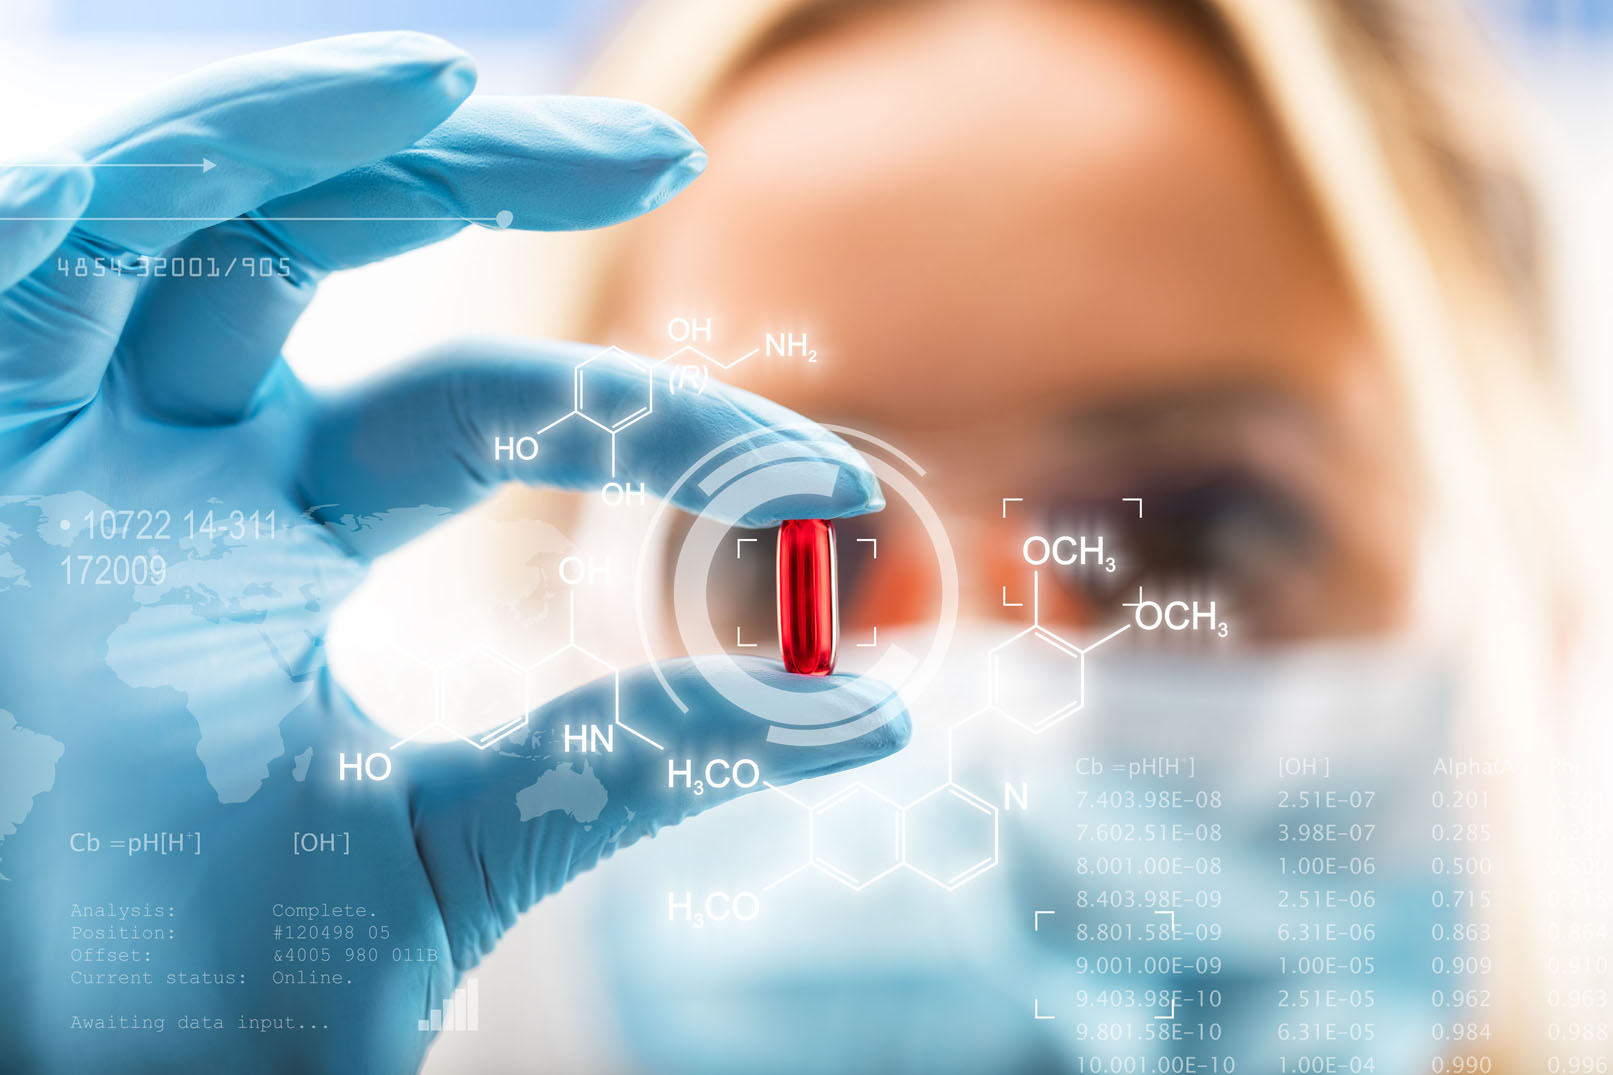 4854 32001/905
OH
NH₂
(R)
HO
OH
• 10722 14-311
172009
OH
HO
HN
OCH₃
OCH₃
H₃CO
N
H₃CO
Cb =pH[H⁺] [OH⁻]
Analysis: Complete.
Position: #120498 05
Offset: &4005 980 011B
Current status: Online.
Awaiting data input...
Cb =pH[H⁺] [OH⁻]
7.403.98E-08 2.51E-07 0.201
7.602.51E-08 3.98E-07 0.285
8.001.00E-08 1.00E-06 0.500
8.403.98E-09 2.51E-06 0.715
8.801.58E-09 6.31E-06 0.863
9.001.00E-09 1.00E-05 0.909 0.910
9.403.98E-10 2.51E-05 0.962 0.963
9.801.58E-10 6.31E-05 0.984 0.988
10.001.00E-10 1.00E-04 0.990 0.996